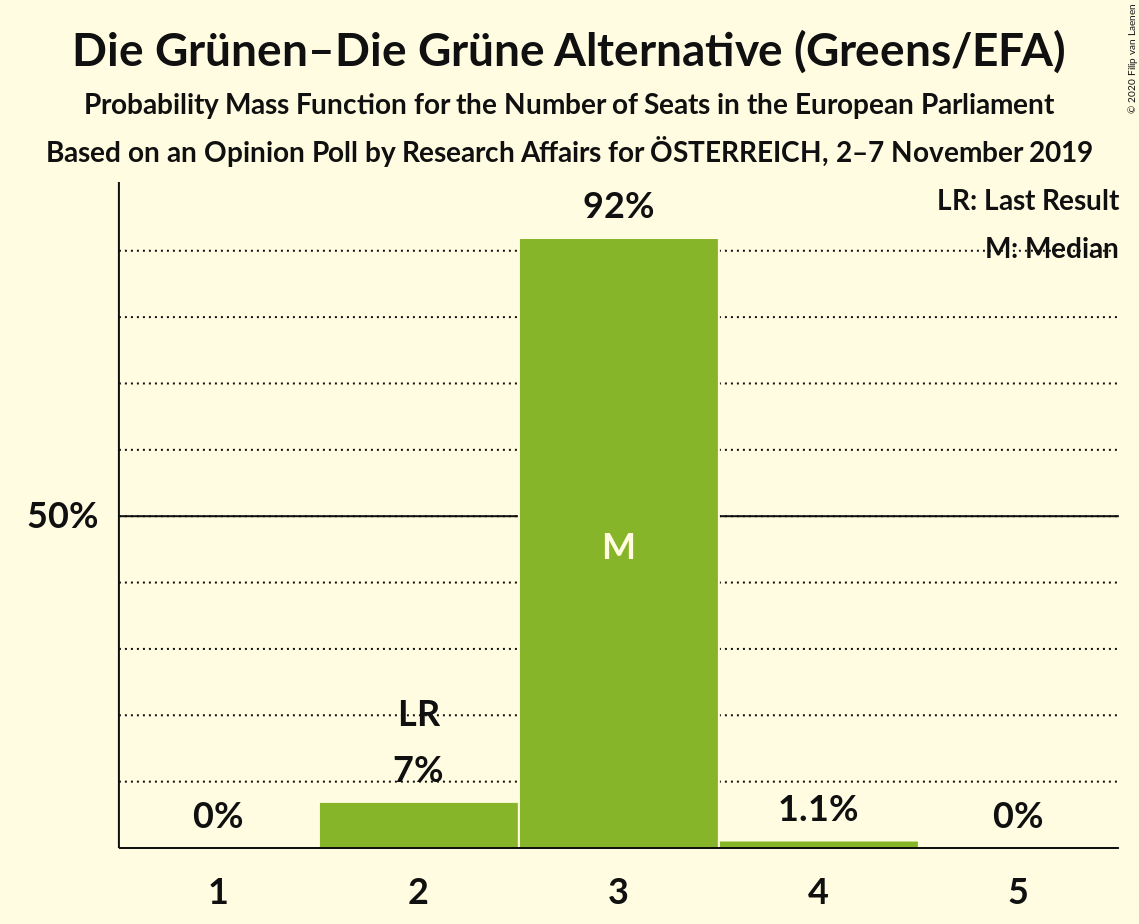 Die Grünen–Die Grüne Alternative (Greens/EFA)
Probability Mass Function for the Number of Seats in the European Parliament
Based on an Opinion Poll by Research Affairs for ÖSTERREICH, 2–7 November 2019
© 2020 Filip van Laenen
LR: Last Result
M: Median
92%
50%
M
LR
7%
0%
1.1%
0%
1 2 3 4 5